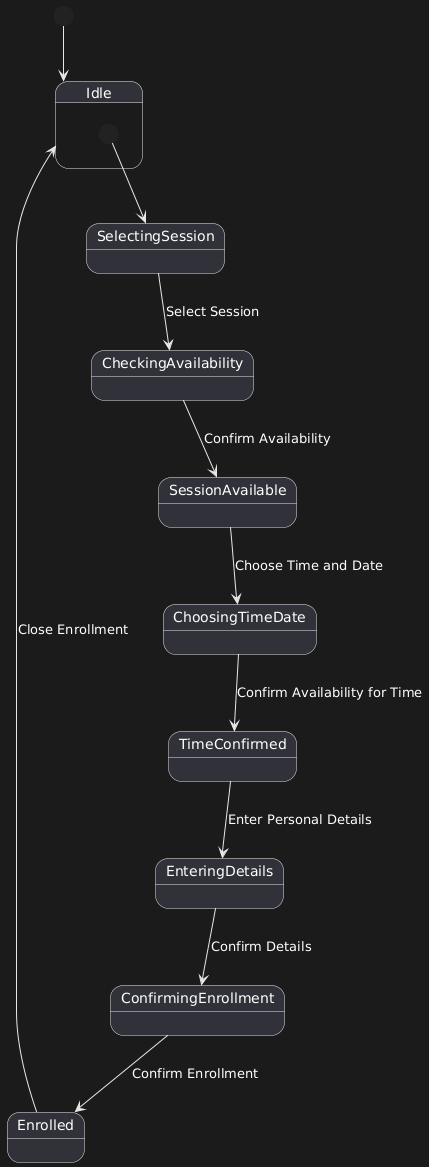 Idle
SelectingSession
Select Session
CheckingAvailability
Confirm Availability
SessionAvailable
Choose Time and Date
ChoosingTimeDate
Close Enrollment
Confirm Availability for Time
TimeConfirmed
Enter Personal Details
EnteringDetails
Confirm Details
ConfirmingEnrollment
Confirm Enrollment
Enrolled